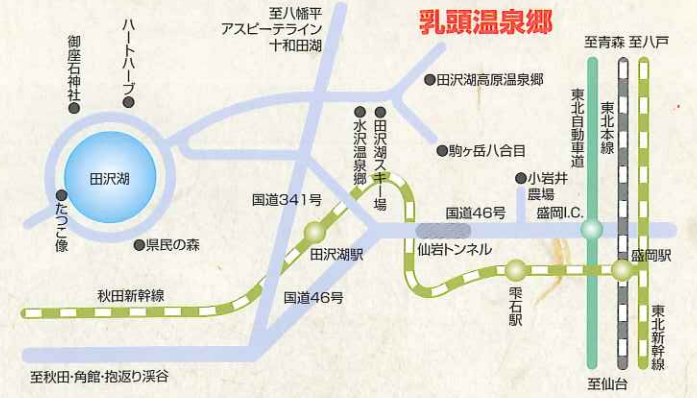 乳頭温泉郷
至八幡平
アスピーテライン
十和田湖
至青森
至八戸
ハートハーブ
御座石神社
田沢湖高原温泉郷
東北自動車道
東北本線
田沢湖スキー場
水沢温泉郷
駒ヶ岳八合目
小岩井
農場
田沢湖
国道341号
国道46号
盛岡I.C.
たつこ像
県民の森
田沢湖駅
仙岩トンネル
盛岡駅
秋田新幹線
国道46号
雫石駅
東北新幹線
至秋田・角館・抱返り渓谷
至仙台